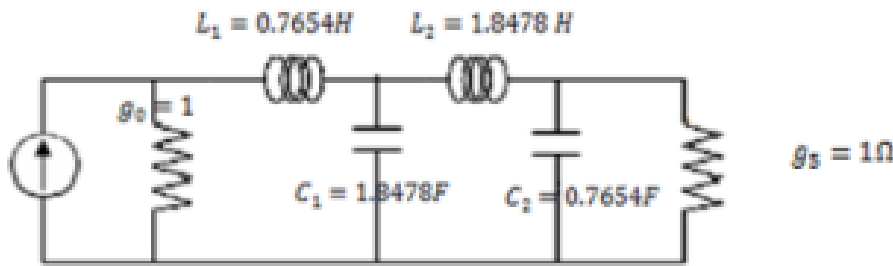 L₁ = 0.7654H
L₂ = 1.8478 H
g₀ = 1
C₁ = 1.8478F
C₂ = 0.7654F
g₅ = 1Ω